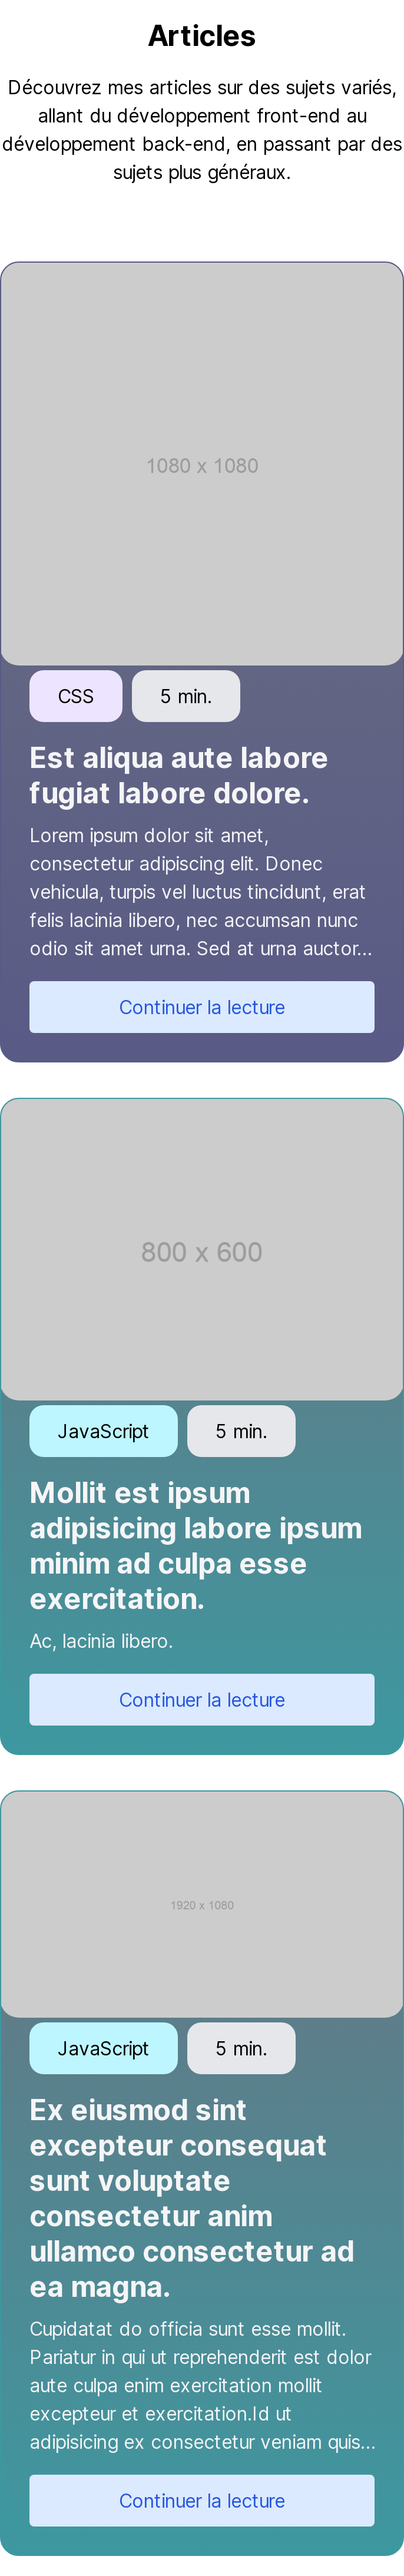 Articles
Découvrez mes articles sur des sujets variés,
allant du développement front-end au
développement back-end, en passant par des
sujets plus généraux.
1080 x 1080
CSS
5 min.
Est aliqua aute labore
fugiat labore dolore.
Lorem ipsum dolor sit amet,
consectetur adipiscing elit. Donec
vehicula, turpis vel luctus tincidunt, erat
felis lacinia libero, nec accumsan nunc
odio sit amet urna. Sed at urna auctor...
Continuer la lecture
800 x 600
JavaScript
5 min.
Mollit est ipsum
adipisicing labore ipsum
minim ad culpa esse
exercitation.
Ac, lacinia libero.
Continuer la lecture
1920 x 1080
JavaScript
5 min.
Ex eiusmod sint
excepteur consequat
sunt voluptate
consectetur anim
ullamco consectetur ad
ea magna.
Cupidatat do officia sunt esse mollit.
Pariatur in qui ut reprehenderit est dolor
aute culpa enim exercitation mollit
excepteur et exercitation.Id ut
adipisicing ex consectetur veniam quis...
Continuer la lecture